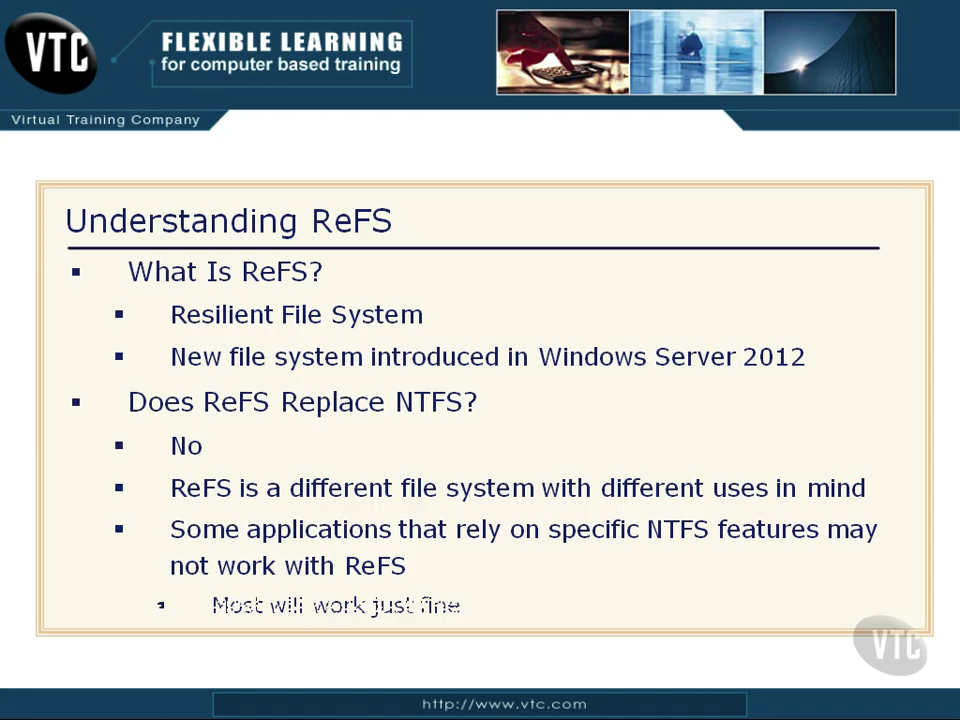 VTC
FLEXIBLE LEARNING
for computer based training
Virtual Training Company
Understanding ReFS
▪ What Is ReFS?
▪ Resilient File System
▪ New file system introduced in Windows Server 2012
▪ Does ReFS Replace NTFS?
▪ No
▪ ReFS is a different file system with different uses in mind
▪ Some applications that rely on specific NTFS features may
not work with ReFS
▪ Most will work just fine
VTC
http://www.vtc.com